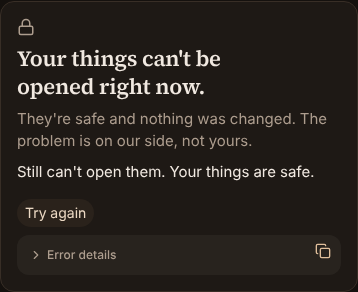 Your things can't be
opened right now.
They're safe and nothing was changed. The
problem is on our side, not yours.
Still can't open them. Your things are safe.
Try again
Error details